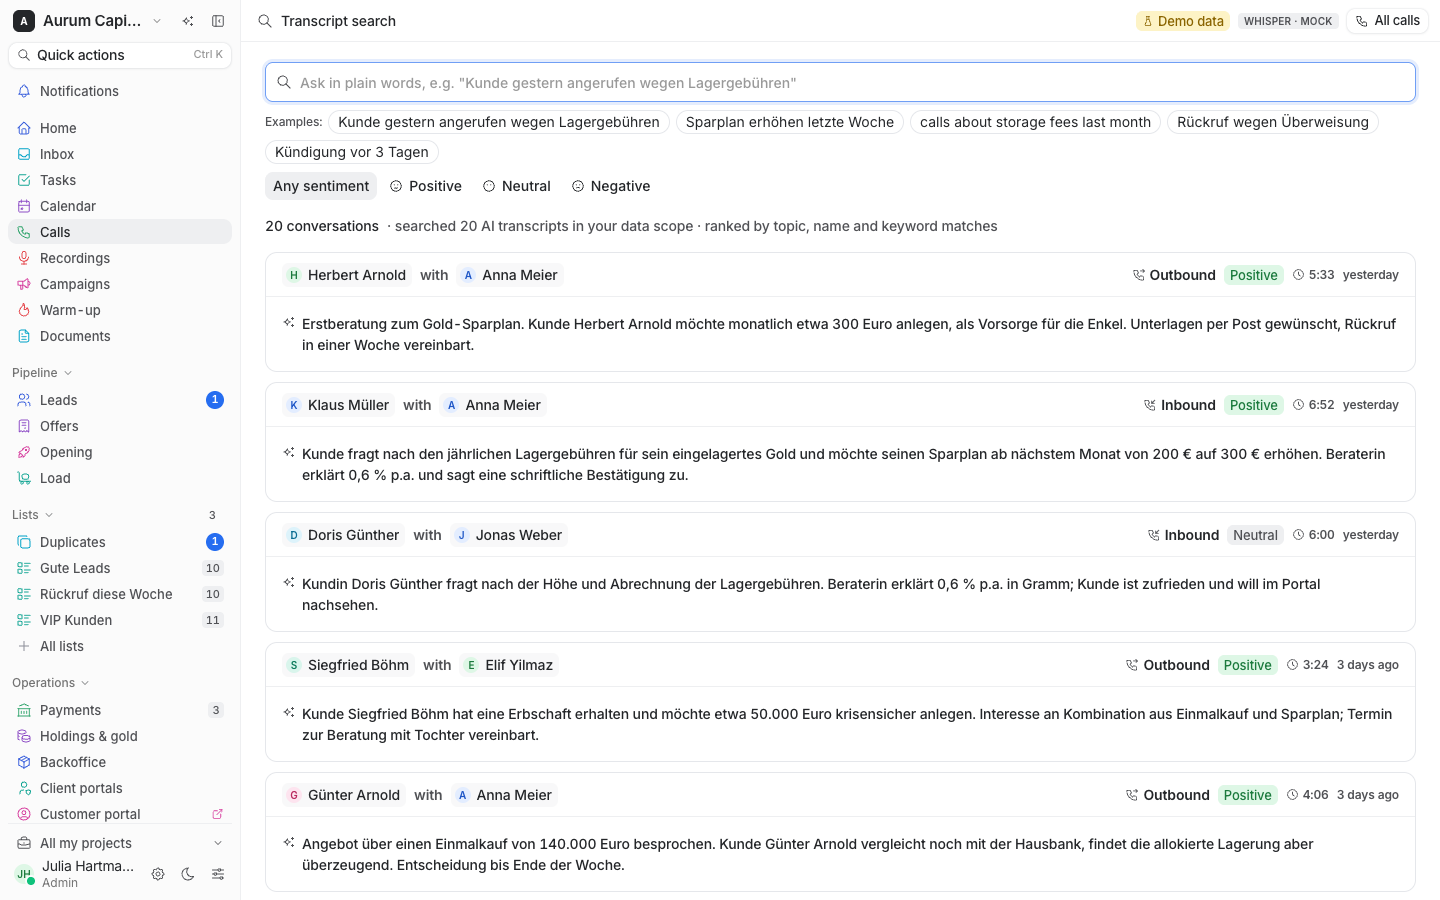 A Aurum Capi...
Quick actions Ctrl K
Notifications
Home
Inbox
Tasks
Calendar
Calls
Recordings
Campaigns
Warm-up
Documents
Pipeline
Leads 1
Offers
Opening
Load
Lists 3
Duplicates 1
Gute Leads 10
Rückruf diese Woche 10
VIP Kunden 11
All lists
Operations
Payments 3
Holdings & gold
Backoffice
Client portals
Customer portal
All my projects
JH Julia Hartma...
Admin
Transcript search
Demo data WHISPER · MOCK All calls
Ask in plain words, e.g. "Kunde gestern angerufen wegen Lagergebühren"
Examples: Kunde gestern angerufen wegen Lagergebühren Sparplan erhöhen letzte Woche calls about storage fees last month Rückruf wegen Überweisung
Kündigung vor 3 Tagen
Any sentiment Positive Neutral Negative
20 conversations · searched 20 AI transcripts in your data scope · ranked by topic, name and keyword matches
H Herbert Arnold with A Anna Meier Outbound Positive 5:33 yesterday
Erstberatung zum Gold-Sparplan. Kunde Herbert Arnold möchte monatlich etwa 300 Euro anlegen, als Vorsorge für die Enkel. Unterlagen per Post gewünscht, Rückruf
in einer Woche vereinbart.
K Klaus Müller with A Anna Meier Inbound Positive 6:52 yesterday
Kunde fragt nach den jährlichen Lagergebühren für sein eingelagertes Gold und möchte seinen Sparplan ab nächstem Monat von 200 € auf 300 € erhöhen. Beraterin
erklärt 0,6 % p.a. und sagt eine schriftliche Bestätigung zu.
D Doris Günther with J Jonas Weber Inbound Neutral 6:00 yesterday
Kundin Doris Günther fragt nach der Höhe und Abrechnung der Lagergebühren. Beraterin erklärt 0,6 % p.a. in Gramm; Kunde ist zufrieden und will im Portal
nachsehen.
S Siegfried Böhm with E Elif Yilmaz Outbound Positive 3:24 3 days ago
Kunde Siegfried Böhm hat eine Erbschaft erhalten und möchte etwa 50.000 Euro krisensicher anlegen. Interesse an Kombination aus Einmalkauf und Sparplan; Termin
zur Beratung mit Tochter vereinbart.
G Günter Arnold with A Anna Meier Outbound Positive 4:06 3 days ago
Angebot über einen Einmalkauf von 140.000 Euro besprochen. Kunde Günter Arnold vergleicht noch mit der Hausbank, findet die allokierte Lagerung aber
überzeugend. Entscheidung bis Ende der Woche.